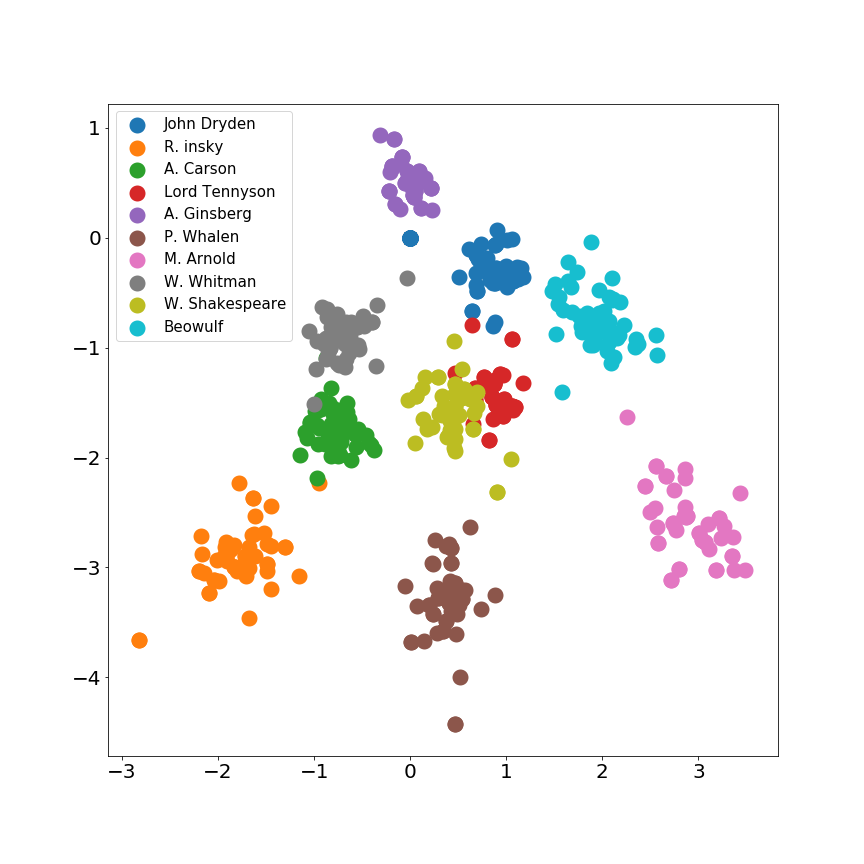 John Dryden
R. insky
A. Carson
Lord Tennyson
A. Ginsberg
P. Whalen
M. Arnold
W. Whitman
W. Shakespeare
Beowulf
1
0
−1
−2
−3
−4
−3 −2 −1 0 1 2 3